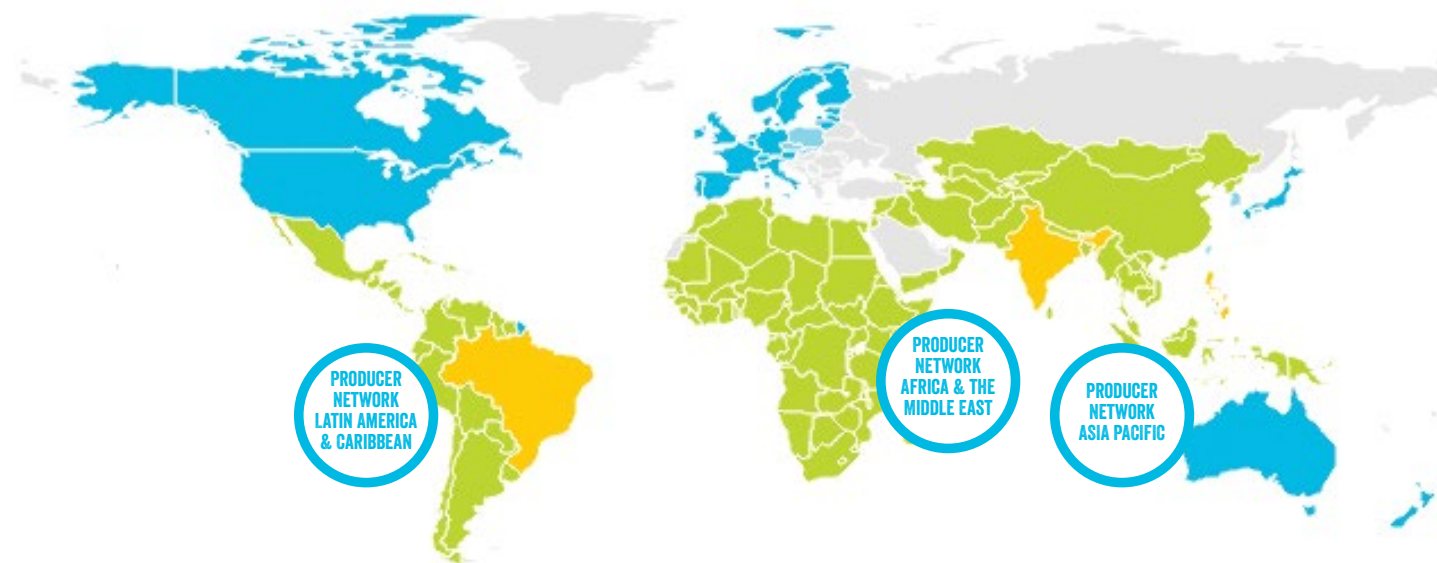 PRODUCER
NETWORK
LATIN AMERICA
& CARIBBEAN
PRODUCER
NETWORK
AFRICA & THE
MIDDLE EAST
PRODUCER
NETWORK
ASIA PACIFIC